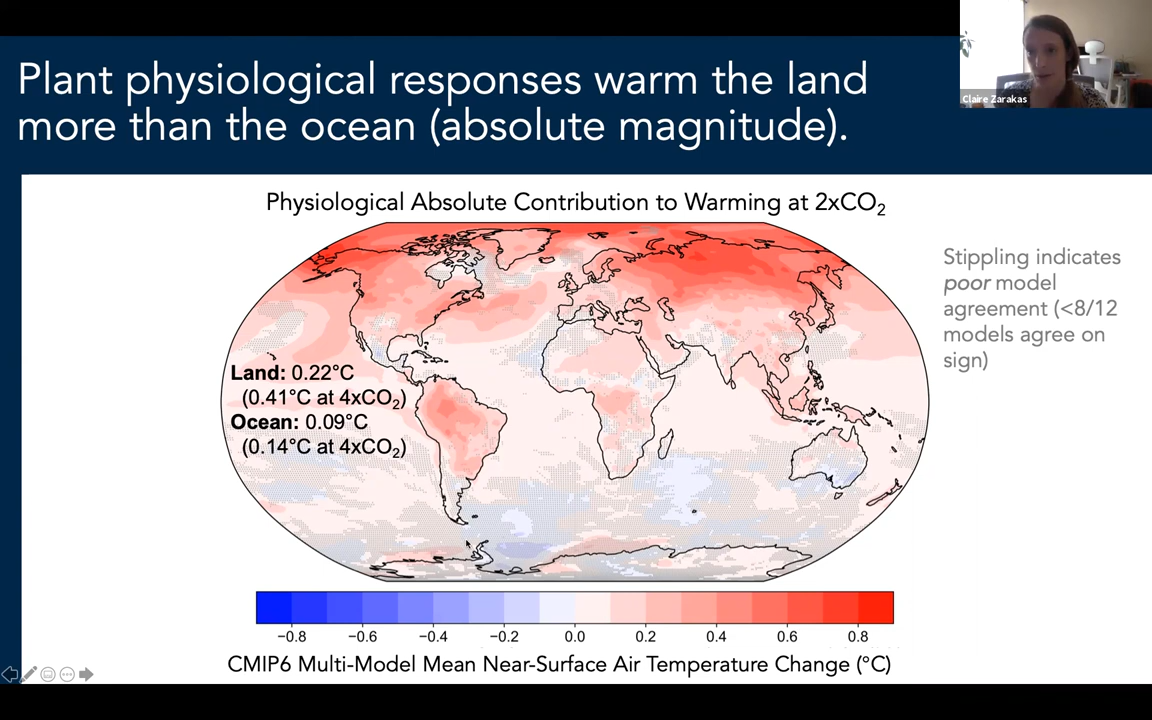 Plant physiological responses warm the land
more than the ocean (absolute magnitude).
Claire Zarakas
Physiological Absolute Contribution to Warming at 2xCO₂
Stippling indicates
poor model
agreement (<8/12
models agree on
sign)
Land: 0.22°C
(0.41°C at 4xCO₂)
Ocean: 0.09°C
(0.14°C at 4xCO₂)
−0.8 −0.6 −0.4 −0.2 0.0 0.2 0.4 0.6 0.8
CMIP6 Multi-Model Mean Near-Surface Air Temperature Change (°C)